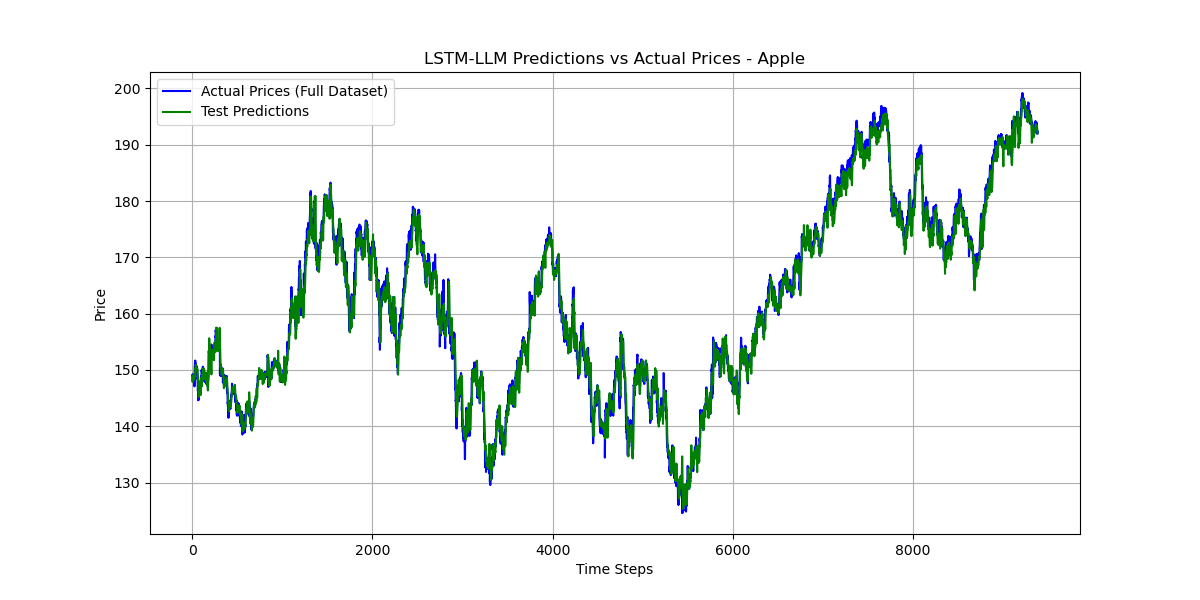 LSTM-LLM Predictions vs Actual Prices - Apple
Actual Prices (Full Dataset)
Test Predictions
200
190
180
170
160
150
140
130
Price
0 2000 4000 6000 8000
Time Steps